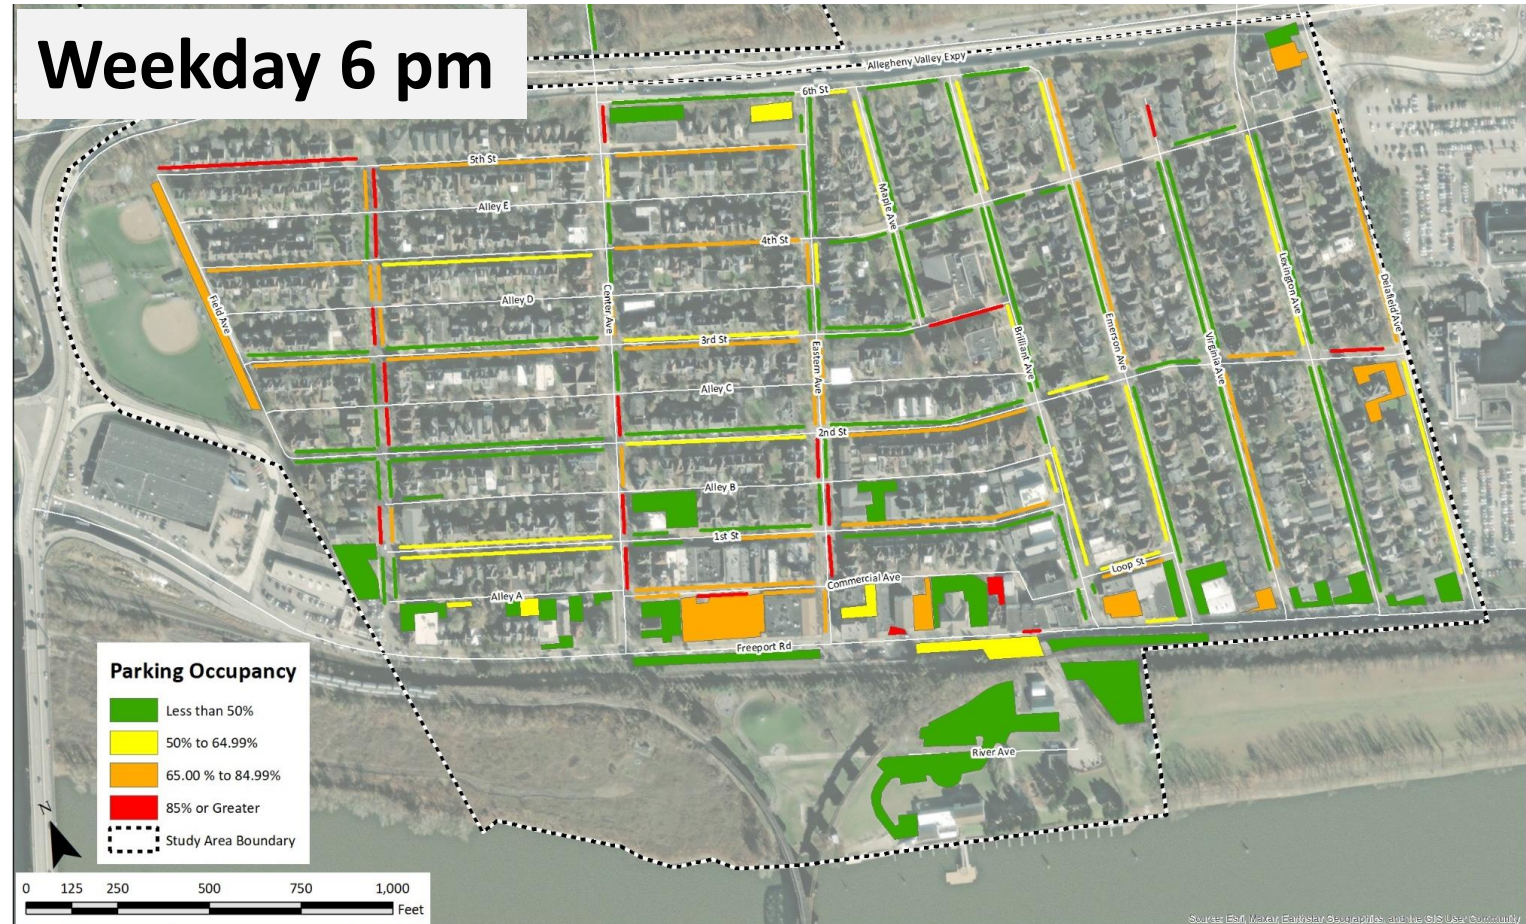 Weekday 6 pm
Allegheny Valley Expy
6th St
5th St
Alley E
Maple Ave
4th St
Alley D
Field Ave
Center Ave
Lexington Ave
Delafield Ave
3rd St
Eastern Ave
Brilliant Ave
Emerson Ave
Virginia Ave
Alley C
2nd St
Alley B
1st St
Loop St
Commercial Ave
Alley A
Freeport Rd
River Ave
Parking Occupancy
Less than 50%
50% to 64.99%
65.00 % to 84.99%
85% or Greater
Study Area Boundary
N
0 125 250 500 750 1,000
Feet
Source: Esri, Maxar, Earthstar Geographics, and the GIS User Community